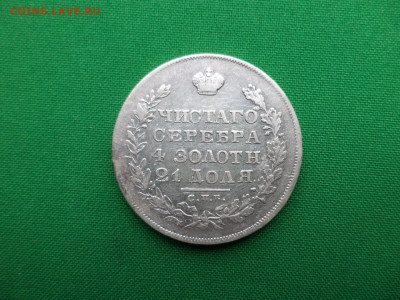 COINS.LAVE.RU
ЧИСТАГО
СЕРЕБРА
4 ЗОЛОТН
21 ДОЛЯ
С.П.Б.